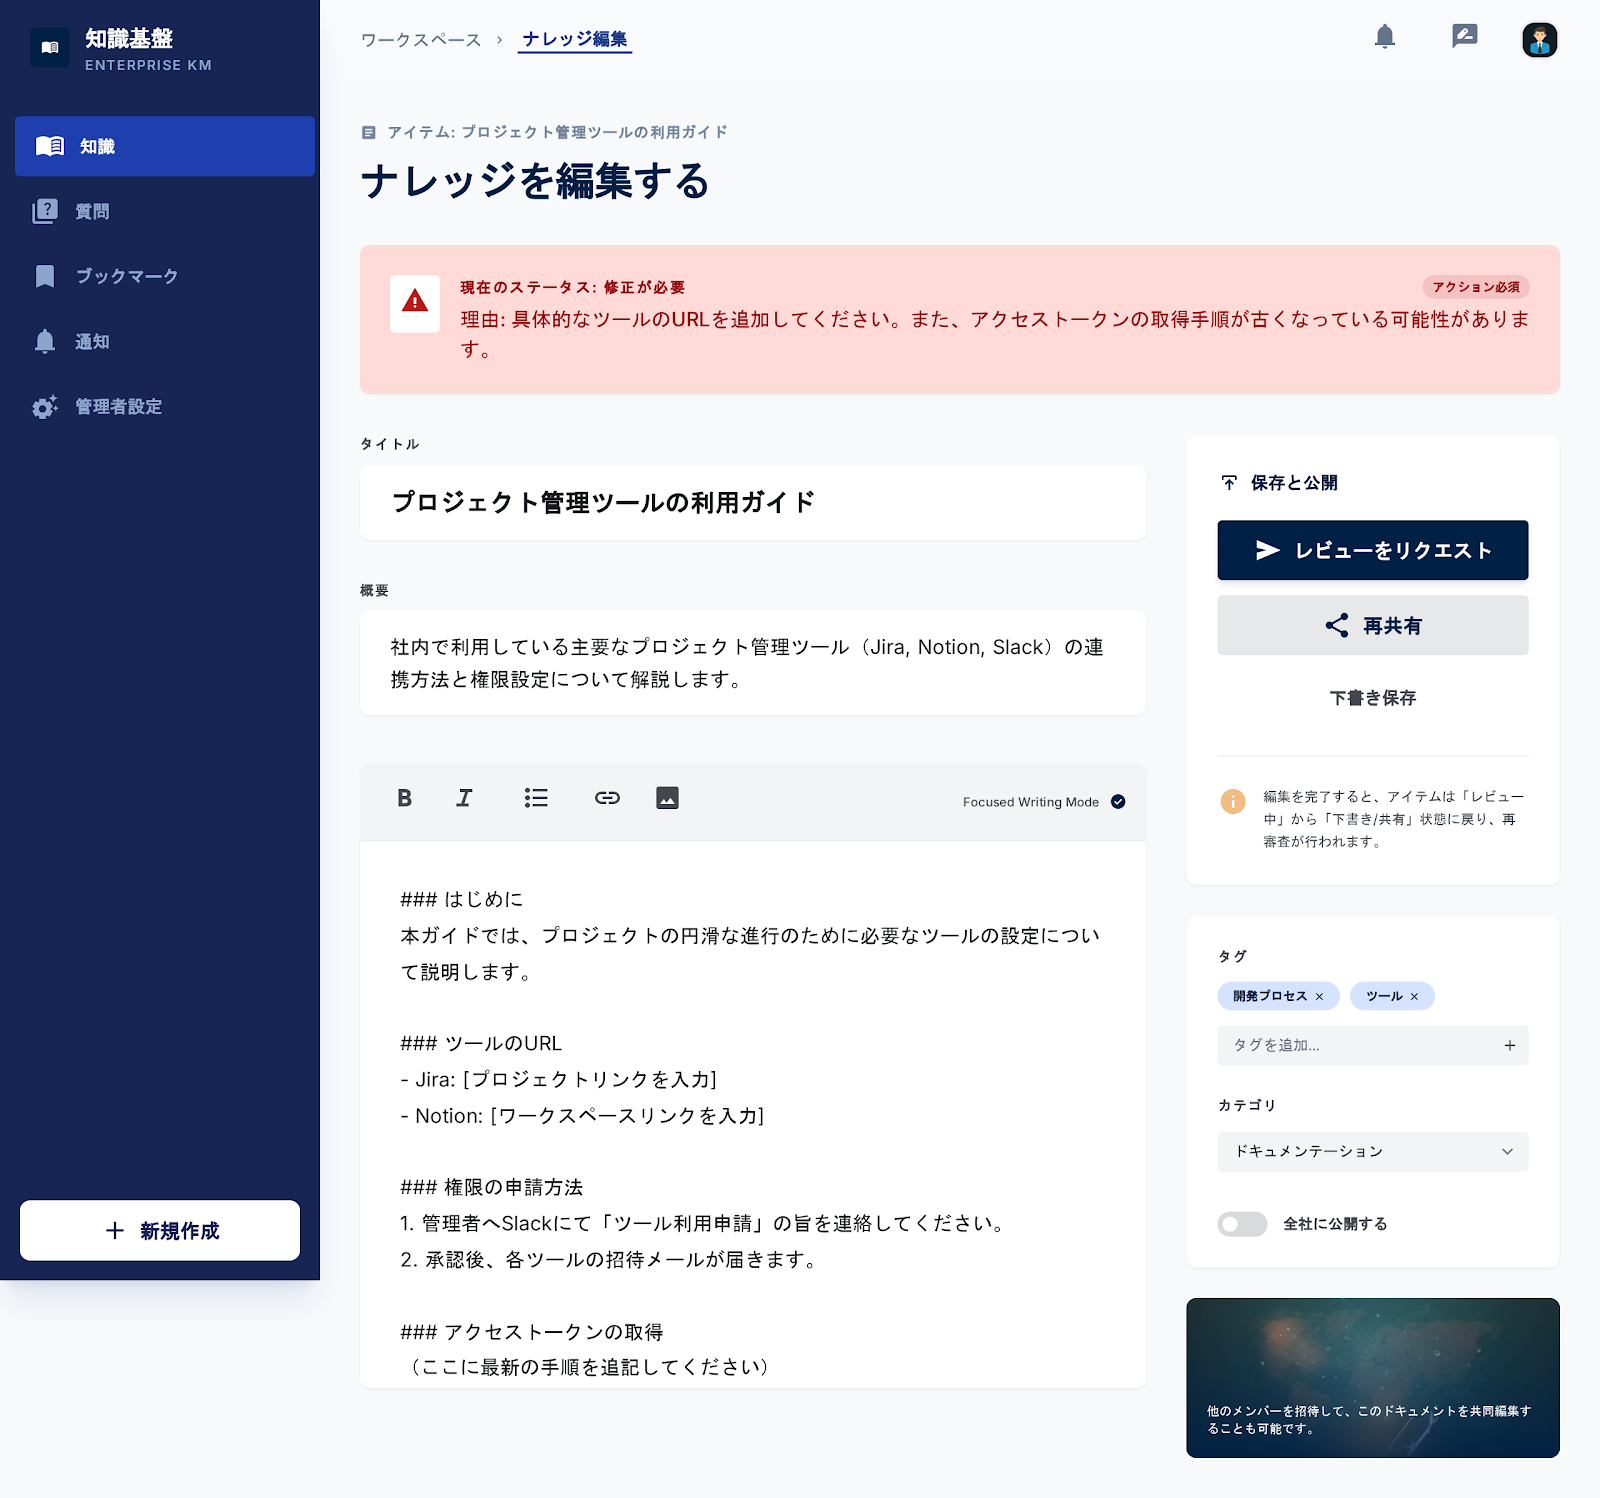 知識基盤
ENTERPRISE KM
知識
質問
ブックマーク
通知
管理者設定
新規作成
ワークスペース › ナレッジ編集
アイテム: プロジェクト管理ツールの利用ガイド
ナレッジを編集する
現在のステータス: 修正が必要
アクション必須
理由: 具体的なツールのURLを追加してください。また、アクセストークンの取得手順が古くなっている可能性がありま
す。
タイトル
プロジェクト管理ツールの利用ガイド
概要
社内で利用している主要なプロジェクト管理ツール（Jira, Notion, Slack）の連
携方法と権限設定について解説します。
B I
Focused Writing Mode
### はじめに
本ガイドでは、プロジェクトの円滑な進行のために必要なツールの設定につい
て説明します。
### ツールのURL
- Jira: [プロジェクトリンクを入力]
- Notion: [ワークスペースリンクを入力]
### 権限の申請方法
1. 管理者へSlackにて「ツール利用申請」の旨を連絡してください。
2. 承認後、各ツールの招待メールが届きます。
### アクセストークンの取得
（ここに最新の手順を追記してください）
保存と公開
レビューをリクエスト
再共有
下書き保存
編集を完了すると、アイテムは「レビュー
中」から「下書き/共有」状態に戻り、再
審査が行われます。
タグ
開発プロセス ×
ツール ×
タグを追加...
カテゴリ
ドキュメンテーション
全社に公開する
他のメンバーを招待して、このドキュメントを共同編集す
ることも可能です。